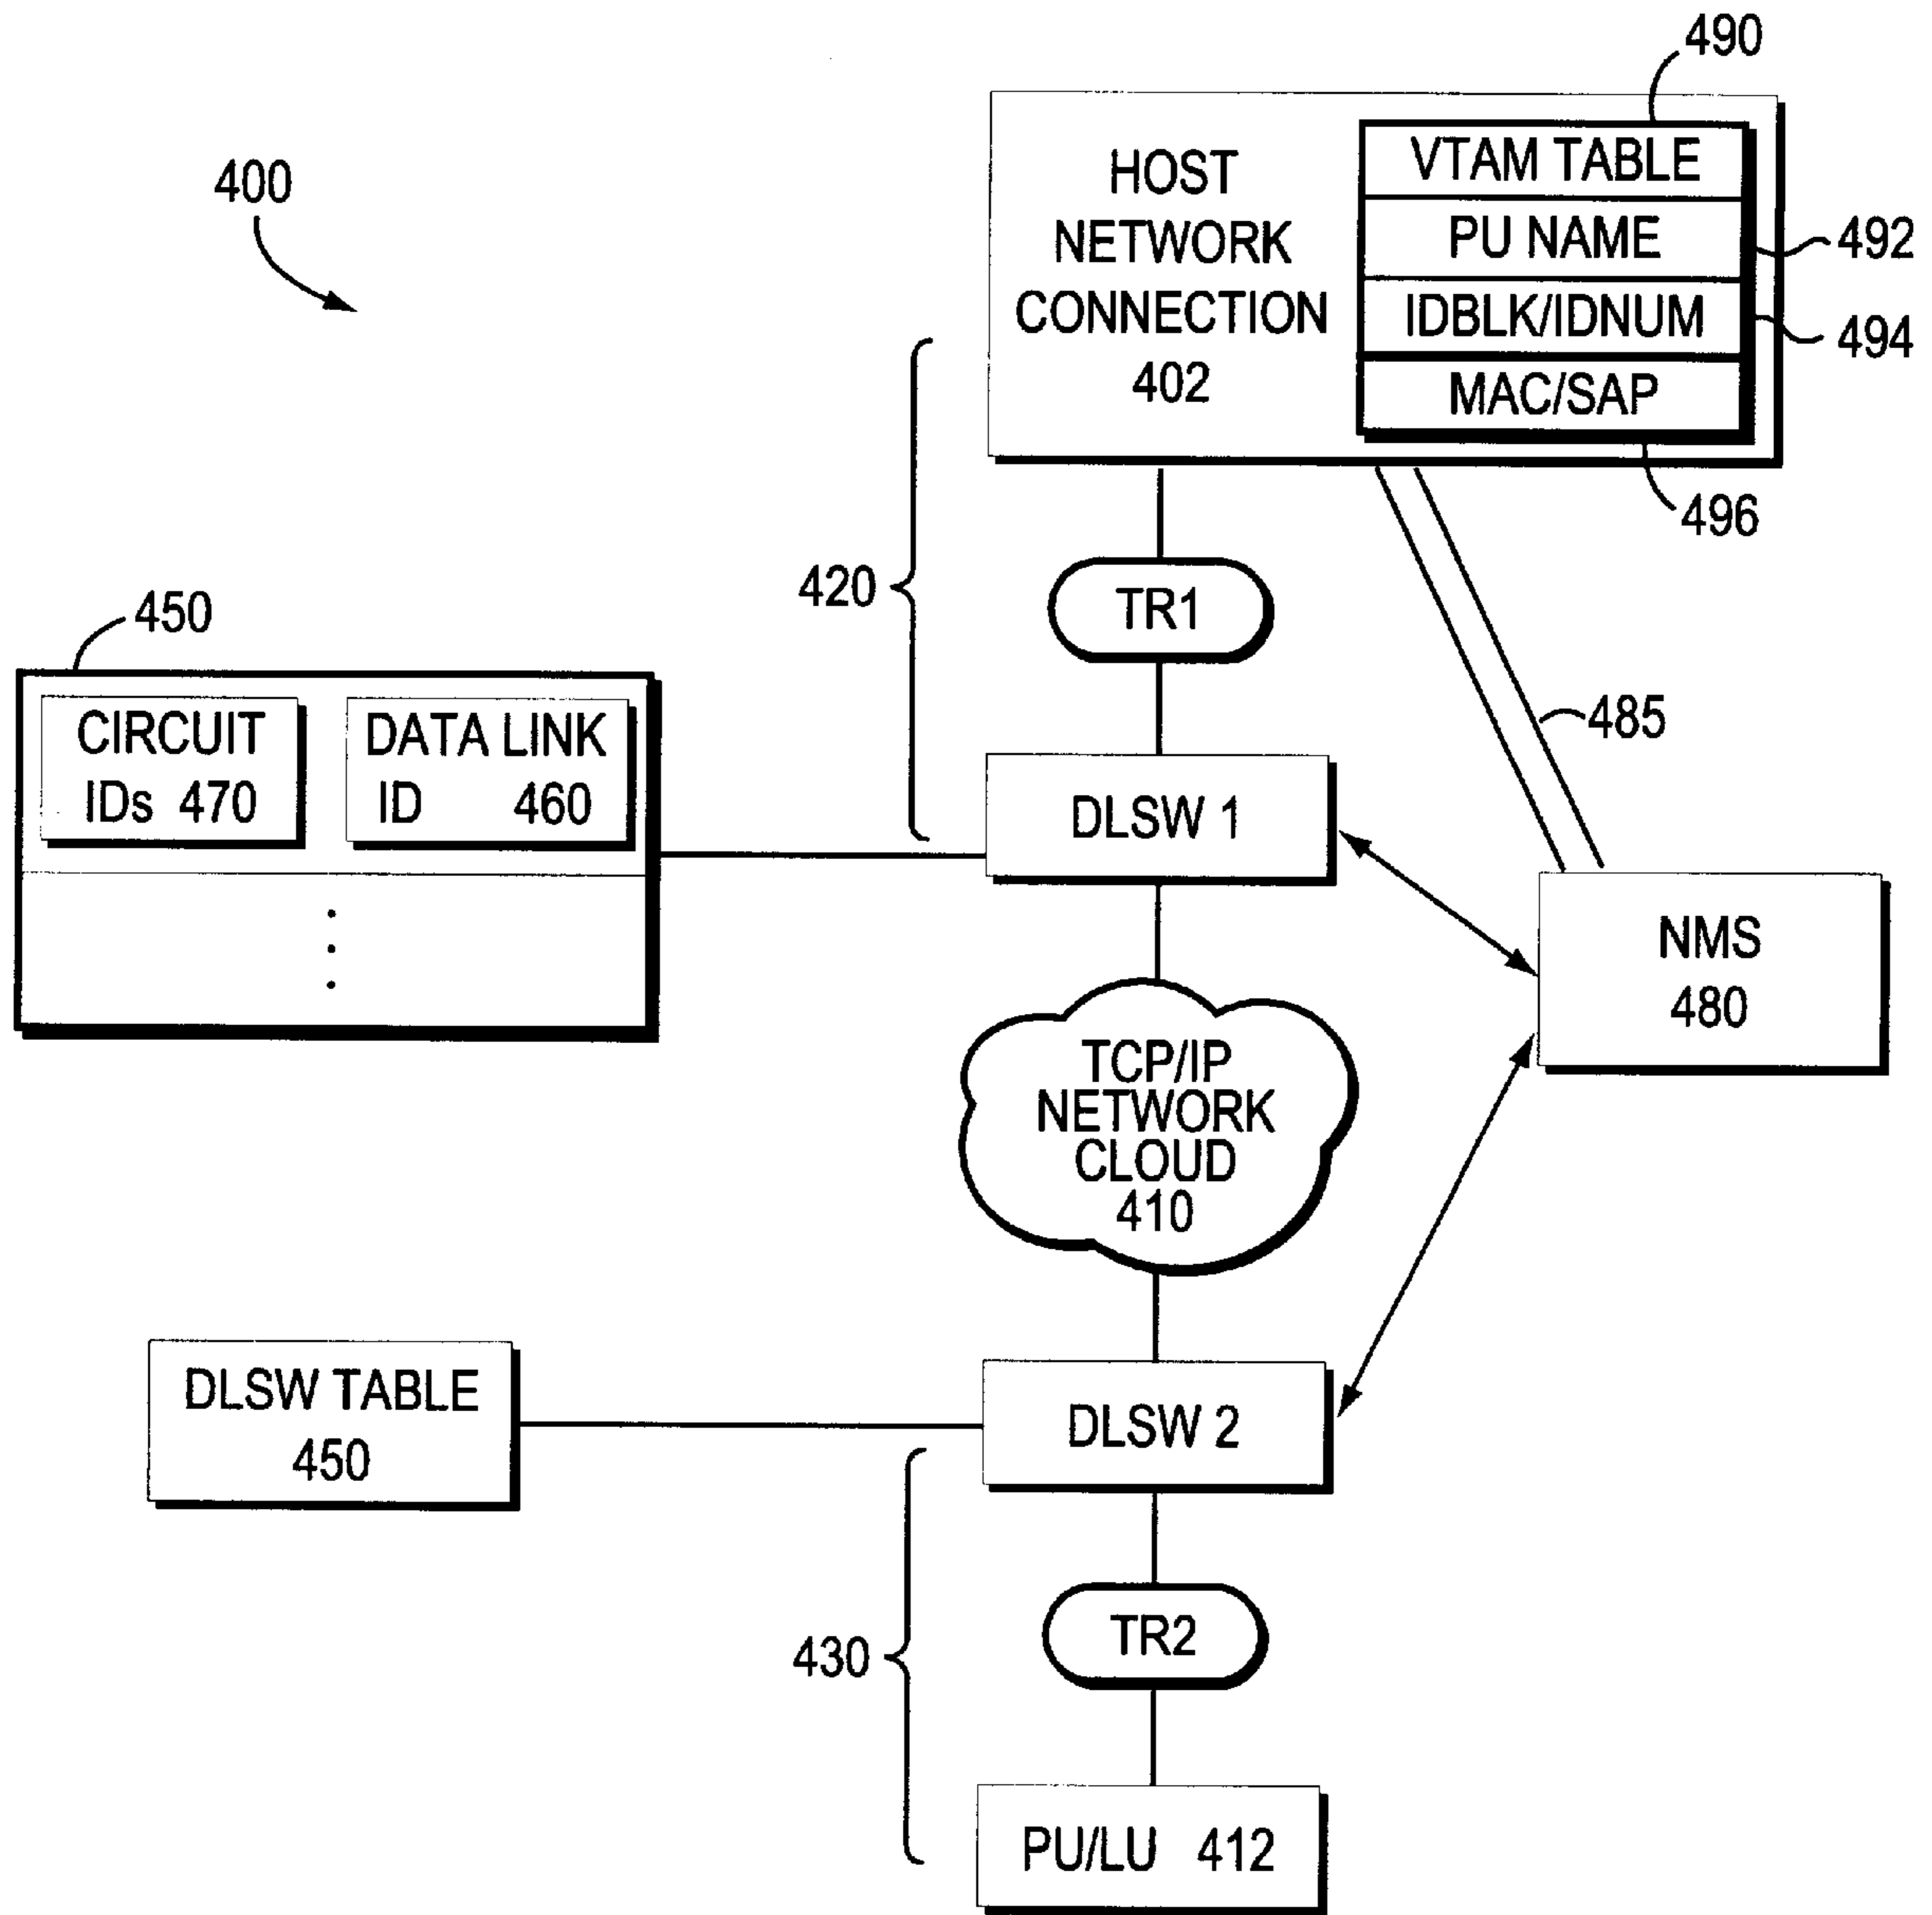 490
400
HOST
NETWORK
CONNECTION
402
VTAM TABLE
PU NAME
IDBLK/IDNUM
MAC/SAP
492
494
496
420
TR1
450
CIRCUIT
IDs 470
DATA LINK
ID 460
485
DLSW 1
NMS
480
TCP/IP
NETWORK
CLOUD
410
DLSW TABLE
450
DLSW 2
430
TR2
PU/LU 412